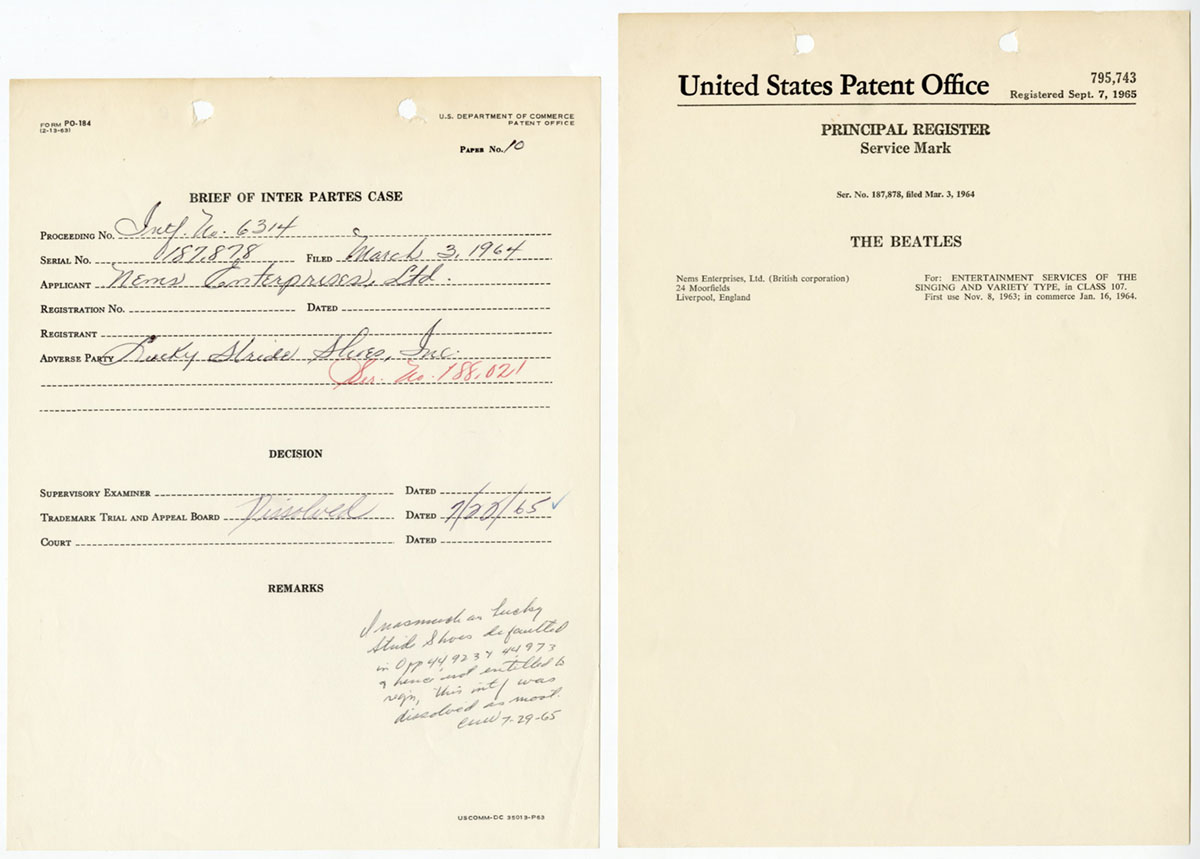 FORM PO-184
(2-13-63)
U.S. DEPARTMENT OF COMMERCE
PATENT OFFICE
PAPER NO. 10
BRIEF OF INTER PARTES CASE
PROCEEDING NO. Intf. No. 6314
SERIAL NO. 187,878 FILED March 3, 1964
APPLICANT Nems Enterprises, Ltd.
REGISTRATION NO. DATED
REGISTRANT
ADVERSE PARTY Lucky Stride Shoes, Inc.
Ser. No. 188,021
DECISION
SUPERVISORY EXAMINER DATED
TRADEMARK TRIAL AND APPEAL BOARD Dissolved DATED 7/22/65 ✓
COURT DATED
REMARKS
Inasmuch as Lucky
Stride Shoes defaulted
in Opp 44923 & 44973
& hence not entitled to
regn, this intf was
dissolved as moot.
7-29-65
USCOMM-DC 35013-P63
United States Patent Office
795,743
Registered Sept. 7, 1965
PRINCIPAL REGISTER
Service Mark
Ser. No. 187,878, filed Mar. 3, 1964
THE BEATLES
Nems Enterprises, Ltd. (British corporation)
24 Moorfields
Liverpool, England
For: ENTERTAINMENT SERVICES OF THE
SINGING AND VARIETY TYPE, in CLASS 107.
First use Nov. 8, 1963; in commerce Jan. 16, 1964.